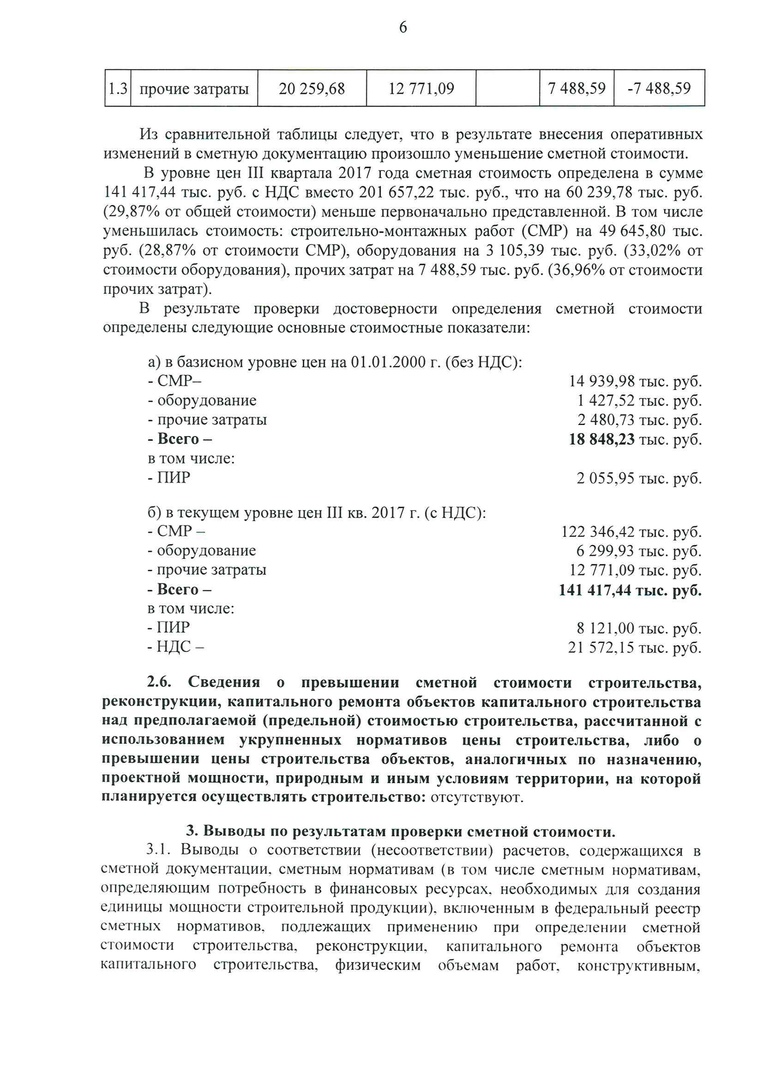 6
1.3 прочие затраты 20 259,68 12 771,09 7 488,59 -7 488,59
Из сравнительной таблицы следует, что в результате внесения оперативных
изменений в сметную документацию произошло уменьшение сметной стоимости.
В уровне цен III квартала 2017 года сметная стоимость определена в сумме
141 417,44 тыс. руб. с НДС вместо 201 657,22 тыс. руб., что на 60 239,78 тыс. руб.
(29,87% от общей стоимости) меньше первоначально представленной. В том числе
уменьшилась стоимость: строительно-монтажных работ (СМР) на 49 645,80 тыс.
руб. (28,87% от стоимости СМР), оборудования на 3 105,39 тыс. руб. (33,02% от
стоимости оборудования), прочих затрат на 7 488,59 тыс. руб. (36,96% от стоимости
прочих затрат).
В результате проверки достоверности определения сметной стоимости
определены следующие основные стоимостные показатели:
а) в базисном уровне цен на 01.01.2000 г. (без НДС):
- СМР– 14 939,98 тыс. руб.
- оборудование 1 427,52 тыс. руб.
- прочие затраты 2 480,73 тыс. руб.
- Всего – 18 848,23 тыс. руб.
в том числе:
- ПИР 2 055,95 тыс. руб.
б) в текущем уровне цен III кв. 2017 г. (с НДС):
- СМР – 122 346,42 тыс. руб.
- оборудование 6 299,93 тыс. руб.
- прочие затраты 12 771,09 тыс. руб.
- Всего – 141 417,44 тыс. руб.
в том числе:
- ПИР 8 121,00 тыс. руб.
- НДС – 21 572,15 тыс. руб.
2.6. Сведения о превышении сметной стоимости строительства,
реконструкции, капитального ремонта объектов капитального строительства
над предполагаемой (предельной) стоимостью строительства, рассчитанной с
использованием укрупненных нормативов цены строительства, либо о
превышении цены строительства объектов, аналогичных по назначению,
проектной мощности, природным и иным условиям территории, на которой
планируется осуществлять строительство: отсутствуют.
3. Выводы по результатам проверки сметной стоимости.
3.1. Выводы о соответствии (несоответствии) расчетов, содержащихся в
сметной документации, сметным нормативам (в том числе сметным нормативам,
определяющим потребность в финансовых ресурсах, необходимых для создания
единицы мощности строительной продукции), включенным в федеральный реестр
сметных нормативов, подлежащих применению при определении сметной
стоимости строительства, реконструкции, капитального ремонта объектов
капитального строительства, физическим объемам работ, конструктивным,